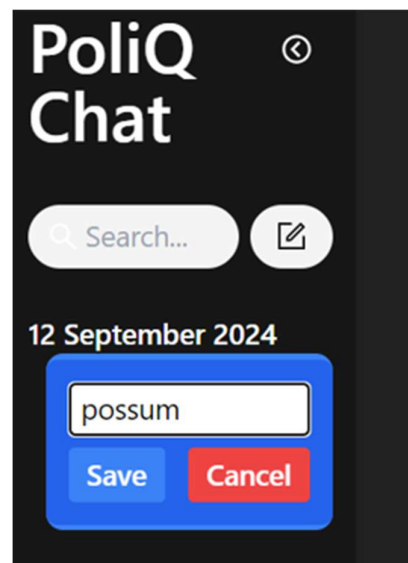 PoliQ
Chat
Search...
12 September 2024
possum
Save Cancel